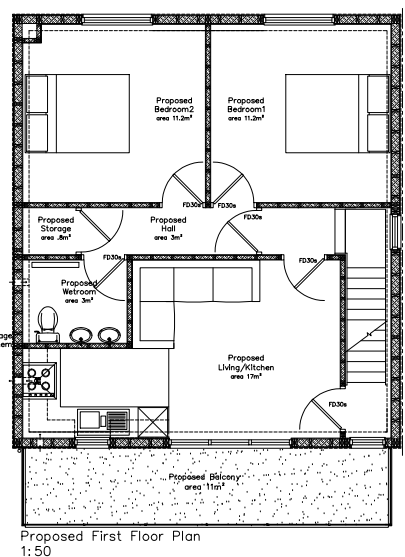 Proposed
Bedroom2
area 11.2m²
Proposed
Bedroom1
area 11.2m²
FD30s
FD30s
Proposed
Storage
area .8m²
Proposed
Hall
area 3m²
FD30s
FD30s
FD30s
Proposed
Wetroom
area 3m²
Proposed
Living/Kitchen
area 17m²
FD30s
Proposed Balcony
area 11m²
Proposed First Floor Plan
1:50